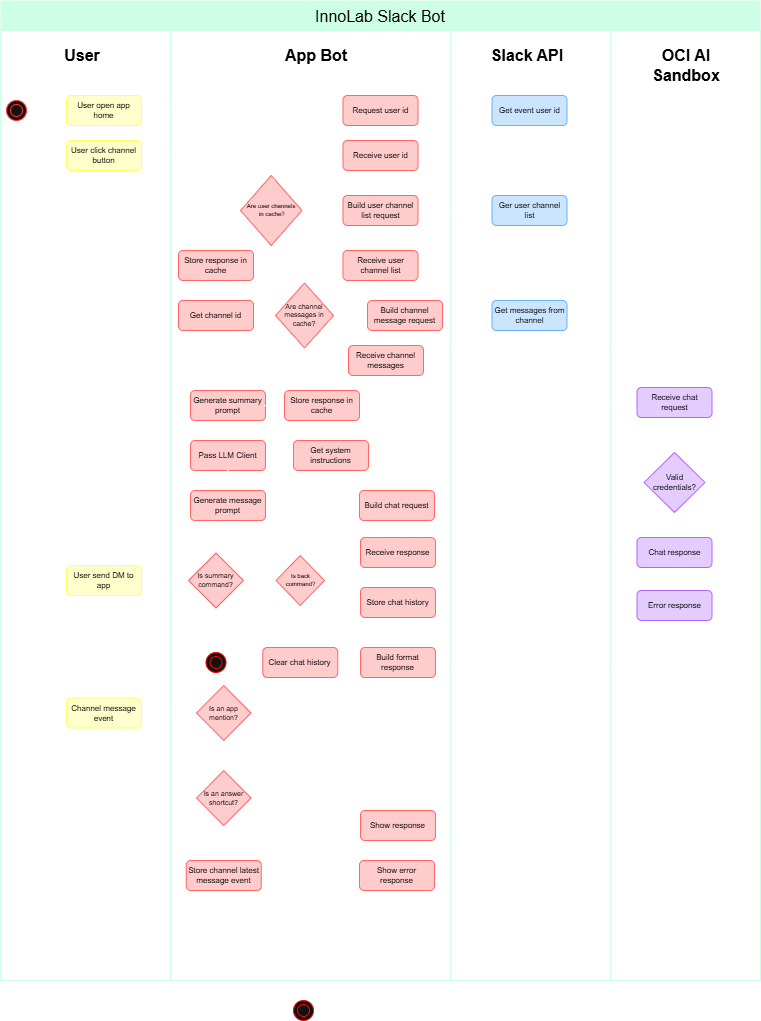 InnoLab Slack Bot
User
App Bot
Slack API
OCI AI
Sandbox
User open app
home
Request user id
Get event user id
User click channel
button
Receive user id
Are user channels
in cache?
Build user channel
list request
Ger user channel
list
Store response in
cache
Receive user
channel list
Get channel id
Are channel
messages in
cache?
Build channel
message request
Get messages from
channel
Receive channel
messages
Generate summary
prompt
Store response in
cache
Receive chat
request
Pass LLM Client
Get system
instructions
Valid
credentials?
Generate message
prompt
Build chat request
Receive response
Chat response
User send DM to
app
Is summary
command?
Is back
command?
Store chat history
Error response
Clear chat history
Build format
response
Channel message
event
Is an app
mention?
Is an answer
shortcut?
Show response
Store channel latest
message event
Show error
response